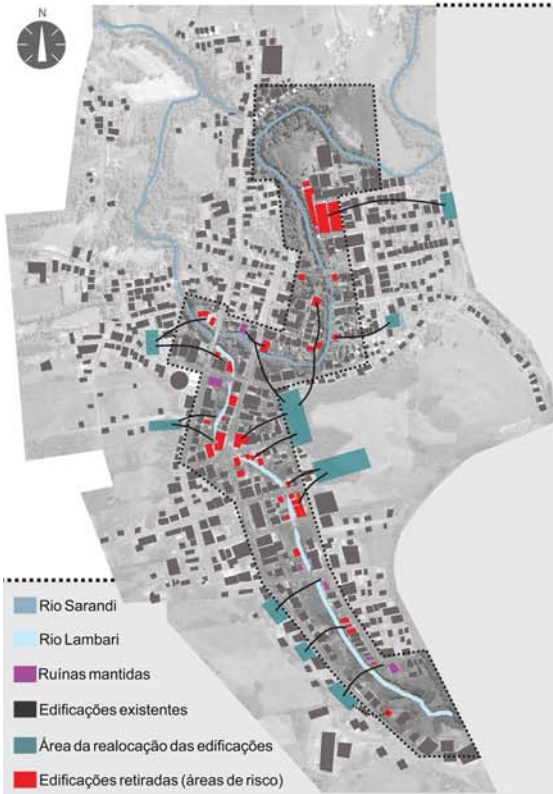 N
Rio Sarandi
Rio Lambari
Ruínas mantidas
Edificações existentes
Área da realocação das edificações
Edificações retiradas (áreas de risco)